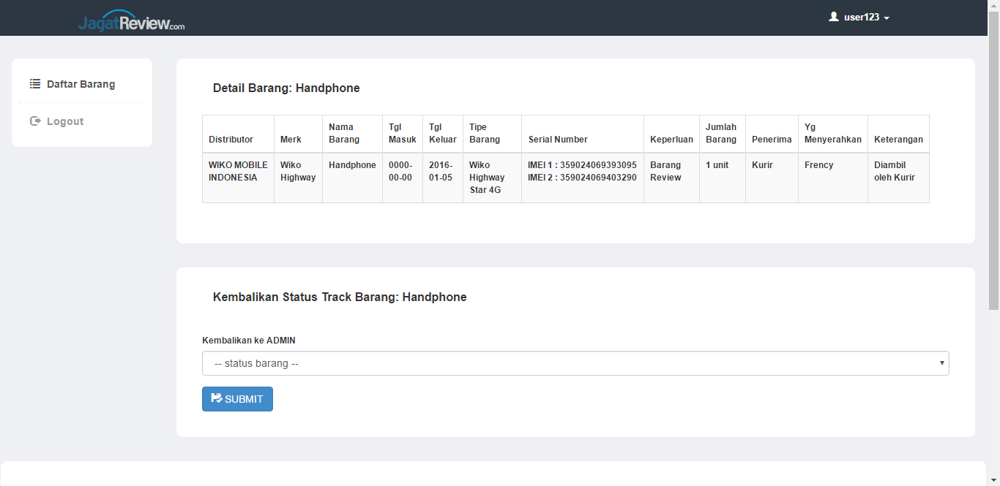 JagatReview.com
user123
Daftar Barang
Logout
Detail Barang: Handphone
Distributor
Merk
Nama
Barang
Tgl
Masuk
Tgl
Keluar
Tipe
Barang
Serial Number
Keperluan
Jumlah
Barang
Penerima
Yg
Menyerahkan
Keterangan
WIKO MOBILE
INDONESIA
Wiko
Highway
Handphone
0000-
00-00
2016-
01-05
Wiko
Highway
Star 4G
IMEI 1 : 359024069393095
IMEI 2 : 359024069403290
Barang
Review
1 unit
Kurir
Frency
Diambil
oleh Kurir
Kembalikan Status Track Barang: Handphone
Kembalikan ke ADMIN
-- status barang --
SUBMIT